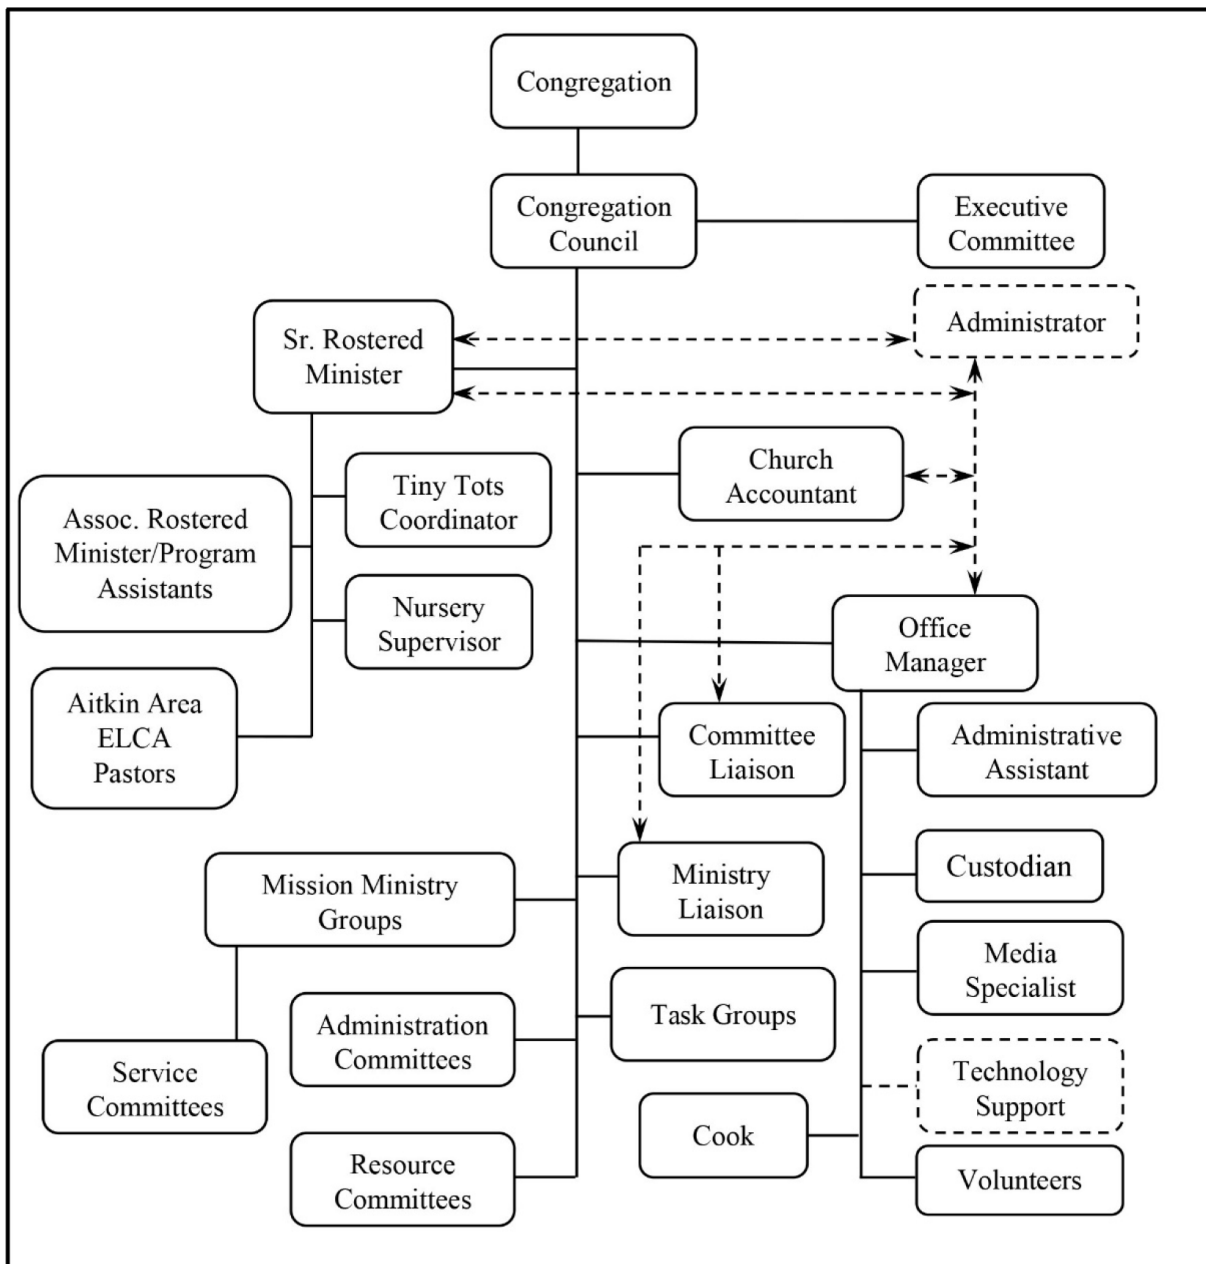 Congregation
Congregation
Council
Executive
Committee
Administrator
Sr. Rostered
Minister
Church
Accountant
Tiny Tots
Coordinator
Assoc. Rostered
Minister/Program
Assistants
Nursery
Supervisor
Office
Manager
Aitkin Area
ELCA
Pastors
Committee
Liaison
Administrative
Assistant
Custodian
Mission Ministry
Groups
Ministry
Liaison
Media
Specialist
Administration
Committees
Task Groups
Service
Committees
Technology
Support
Cook
Resource
Committees
Volunteers